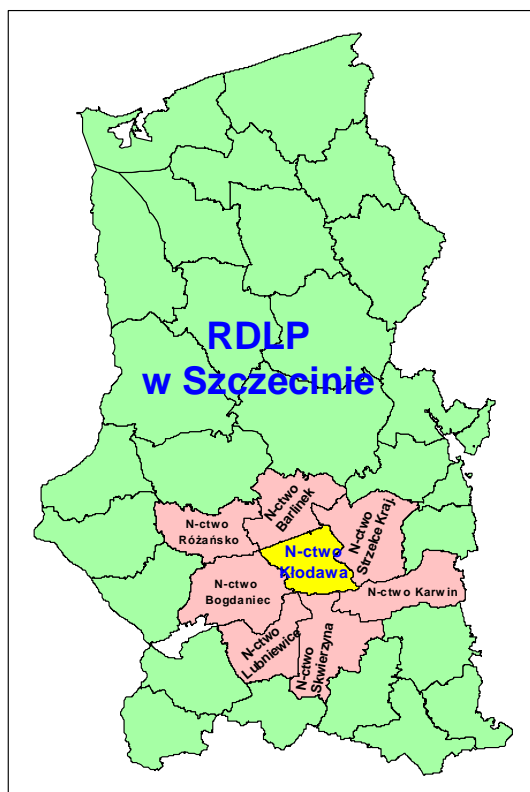 RDLP
w Szczecinie
N-ctwo
Barlinek
N-ctwo
Strzelce Kraj
N-ctwo
Różańsko
N-ctwo
Kłodawa
N-ctwo
Bogdaniec
N-ctwo Karwin
N-ctwo
Lubniewice
N-ctwo
Skwierzyna